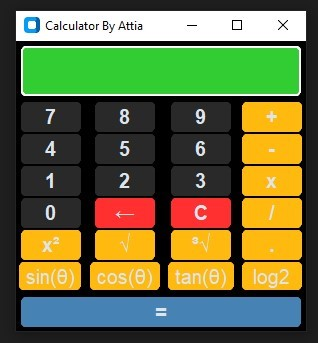 Calculator By Attia
7 8 9 +
4 5 6 -
1 2 3 x
0 ← C /
x² √ ³√ .
sin(θ) cos(θ) tan(θ) log2
=